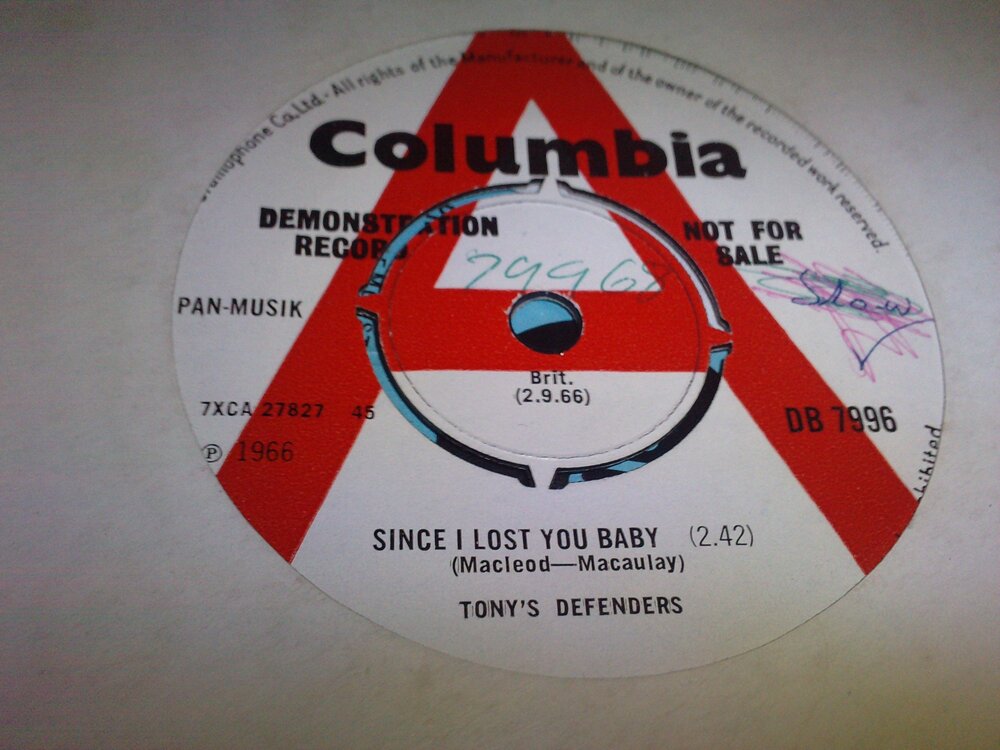 Gramophone Co.Ltd. · All rights of the Manufacturer and of the owner of the recorded work reserved.
Columbia
DEMONSTRATION
RECORD
NOT FOR
SALE
79968
Slow
PAN-MUSIK
Brit.
(2.9.66)
7XCA 27827 45
DB 7996
Ⓟ 1966
SINCE I LOST YOU BABY (2.42)
(Macleod—Macaulay)
TONY'S DEFENDERS